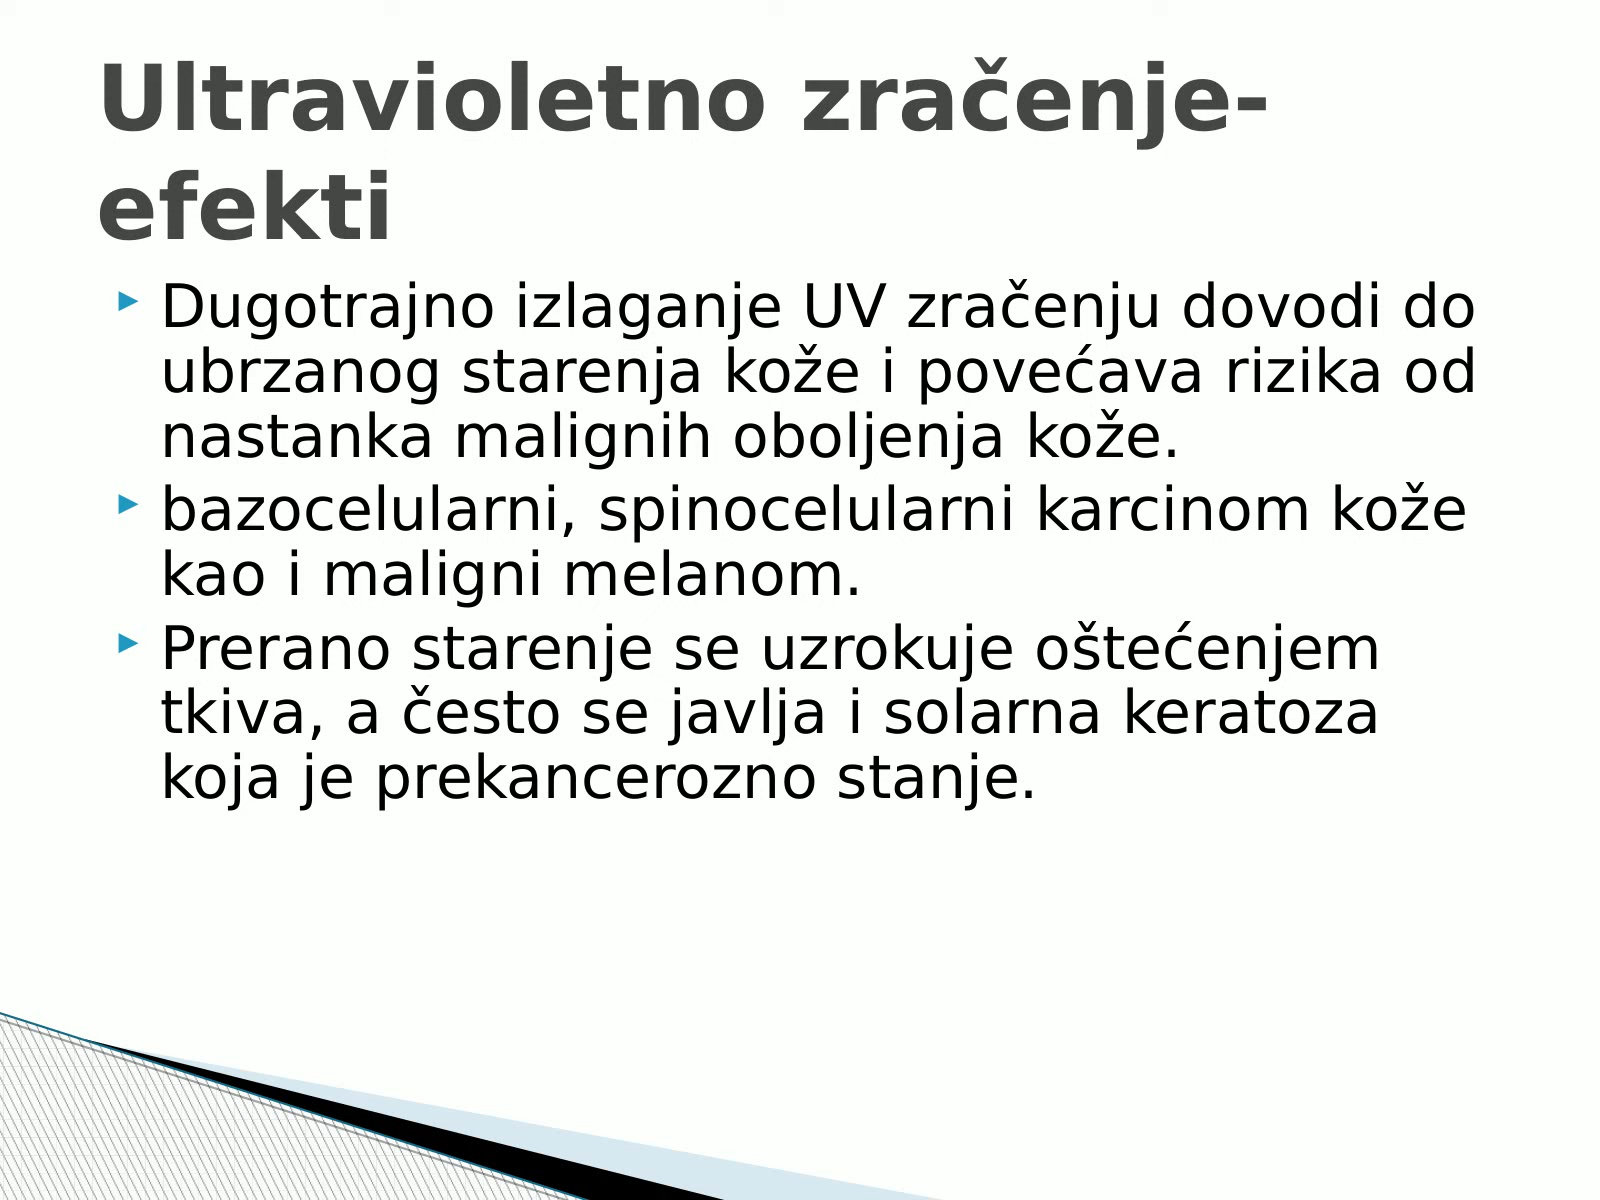 Ultravioletno zračenje-
efekti
Dugotrajno izlaganje UV zračenju dovodi do
ubrzanog starenja kože i povećava rizika od
nastanka malignih oboljenja kože.
bazocelularni, spinocelularni karcinom kože
kao i maligni melanom.
Prerano starenje se uzrokuje oštećenjem
tkiva, a često se javlja i solarna keratoza
koja je prekancerozno stanje.